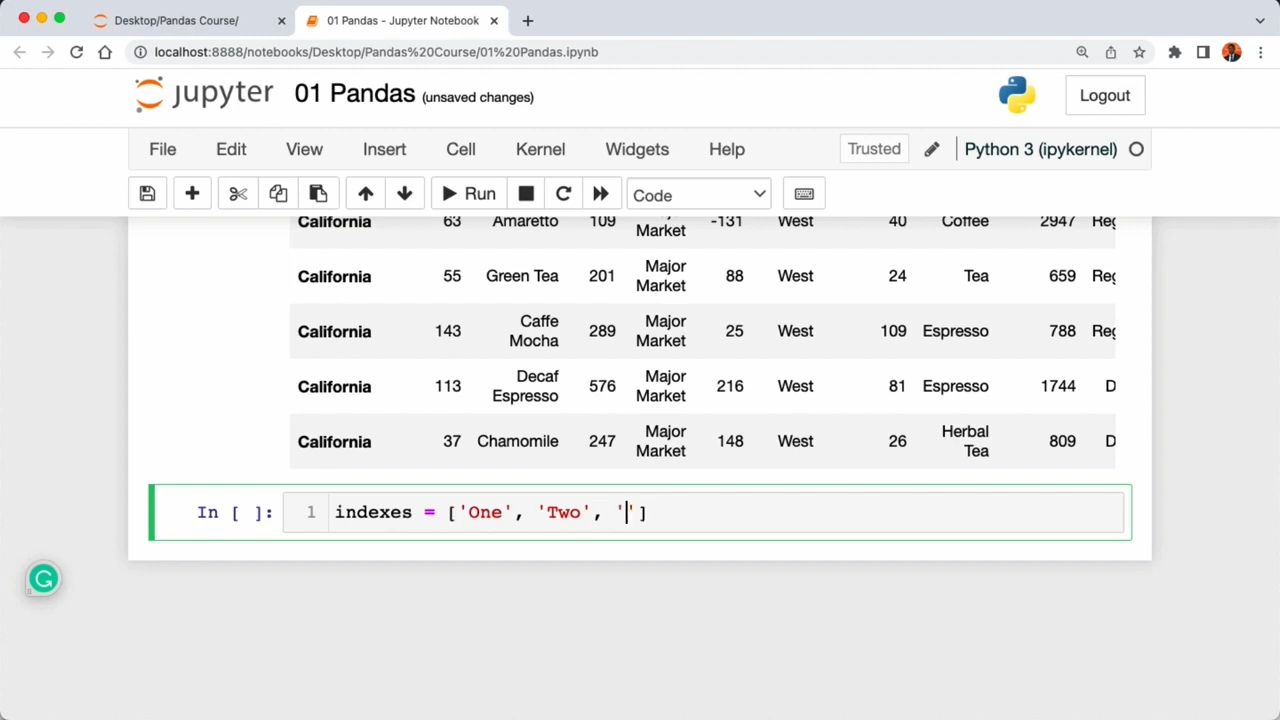 Desktop/Pandas Course/
01 Pandas - Jupyter Notebook
localhost:8888/notebooks/Desktop/Pandas%20Course/01%20Pandas.ipynb
jupyter 01 Pandas (unsaved changes)
Logout
File Edit View Insert Cell Kernel Widgets Help Trusted Python 3 (ipykernel)
Run Code
California 63 Amaretto 109 Market -131 West 40 Coffee 2947 Reg
California 55 Green Tea 201 Major Market 88 West 24 Tea 659 Reg
California 143 Caffe Mocha 289 Major Market 25 West 109 Espresso 788 Reg
California 113 Decaf Espresso 576 Major Market 216 West 81 Espresso 1744 D
California 37 Chamomile 247 Major Market 148 West 26 Herbal Tea 809 D
In [ ]: 1 indexes = ['One', 'Two', '']